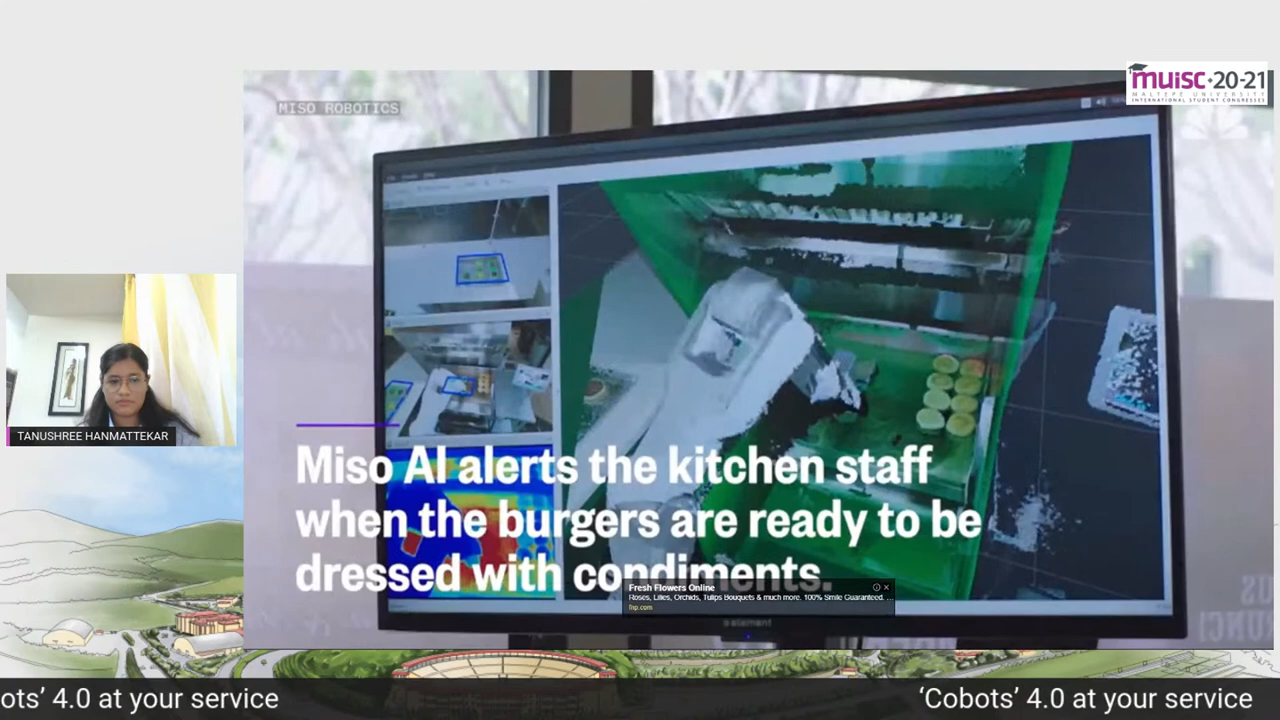 muisc·20-21
MALTEPE UNIVERSITY
INTERNATIONAL STUDENT CONGRESSES
MISO ROBOTICS
TANUSHREE HANMATTEKAR
Miso AI alerts the kitchen staff
when the burgers are ready to be
dressed with condiments.
Fresh Flowers Online
Roses, Lilies, Orchids, Tulips Bouquets & much more. 100% Smile Guaranteed. ...
fnp.com
element
ots’ 4.0 at your service
‘Cobots’ 4.0 at your service